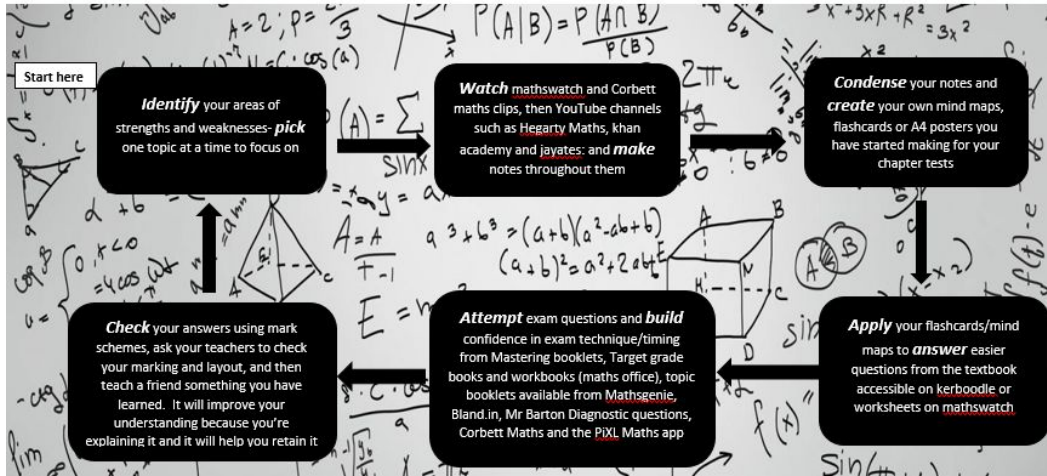 Start here
Identify your areas of
strengths and weaknesses- pick
one topic at a time to focus on
Watch mathswatch and Corbett
maths clips, then YouTube channels
such as Hegarty Maths, khan
academy and jayates: and make
notes throughout them
Condense your notes and
create your own mind maps,
flashcards or A4 posters you
have started making for your
chapter tests
Apply your flashcards/mind
maps to answer easier
questions from the textbook
accessible on kerboodle or
worksheets on mathswatch
Attempt exam questions and build
confidence in exam technique/timing
from Mastering booklets, Target grade
books and workbooks (maths office), topic
booklets available from Mathsgenie,
Bland.in, Mr Barton Diagnostic questions,
Corbett Maths and the PiXL Maths app
Check your answers using mark
schemes, ask your teachers to check
your marking and layout, and then
teach a friend something you have
learned. It will improve your
understanding because you're
explaining it and it will help you retain it
A = 2
P(A|B) = P(A∩B)
P(B)
= 3x²
2πr
a³+b³ = (a+b)(a²-ab+b)
(a+b)² = a²+2ab+
A
B
C
D
f(x)
sin
lim